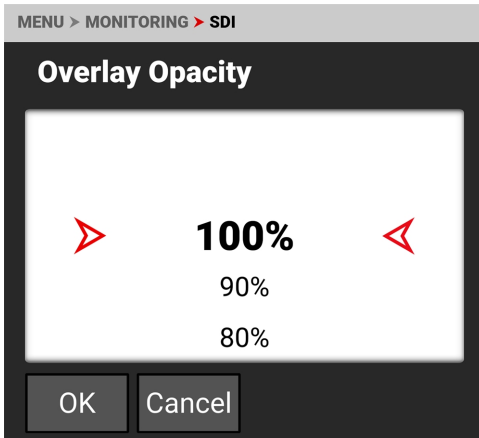 MENU > MONITORING > SDI
Overlay Opacity
100%
90%
80%
OK
Cancel